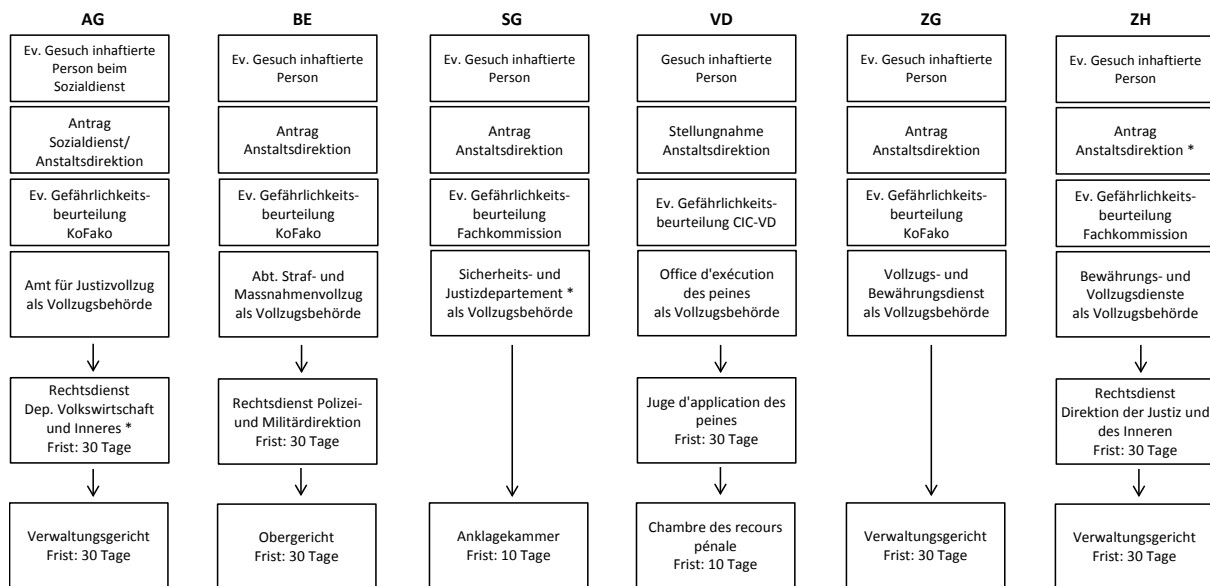 AG
Ev. Gesuch inhaftierte
Person beim
Sozialdienst
Antrag
Sozialdienst/
Anstaltsdirektion
Ev. Gefährlichkeits-
beurteilung
KoFako
Amt für Justizvollzug
als Vollzugsbehörde
Rechtsdienst
Dep. Volkswirtschaft
und Inneres *
Frist: 30 Tage
Verwaltungsgericht
Frist: 30 Tage
BE
Ev. Gesuch inhaftierte
Person
Antrag
Anstaltsdirektion
Ev. Gefährlichkeits-
beurteilung
KoFako
Abt. Straf- und
Massnahmenvollzug
als Vollzugsbehörde
Rechtsdienst Polizei-
und Militärdirektion
Frist: 30 Tage
Obergericht
Frist: 30 Tage
SG
Ev. Gesuch inhaftierte
Person
Antrag
Anstaltsdirektion
Ev. Gefährlichkeits-
beurteilung
Fachkommission
Sicherheits- und
Justizdepartement *
als Vollzugsbehörde
Anklagekammer
Frist: 10 Tage
VD
Gesuch inhaftierte
Person
Stellungnahme
Anstaltsdirektion
Ev. Gefährlichkeits-
beurteilung CIC-VD
Office d'exécution
des peines
als Vollzugsbehörde
Juge d'application des
peines
Frist: 30 Tage
Chambre des recours
pénale
Frist: 10 Tage
ZG
Ev. Gesuch inhaftierte
Person
Antrag
Anstaltsdirektion
Ev. Gefährlichkeits-
beurteilung
KoFako
Vollzugs- und
Bewährungsdienst
als Vollzugsbehörde
Verwaltungsgericht
Frist: 30 Tage
ZH
Ev. Gesuch inhaftierte
Person
Antrag
Anstaltsdirektion *
Ev. Gefährlichkeits-
beurteilung
Fachkommission
Bewährungs- und
Vollzugsdienste
als Vollzugsbehörde
Rechtsdienst
Direktion der Justiz und
des Inneren
Frist: 30 Tage
Verwaltungsgericht
Frist: 30 Tage